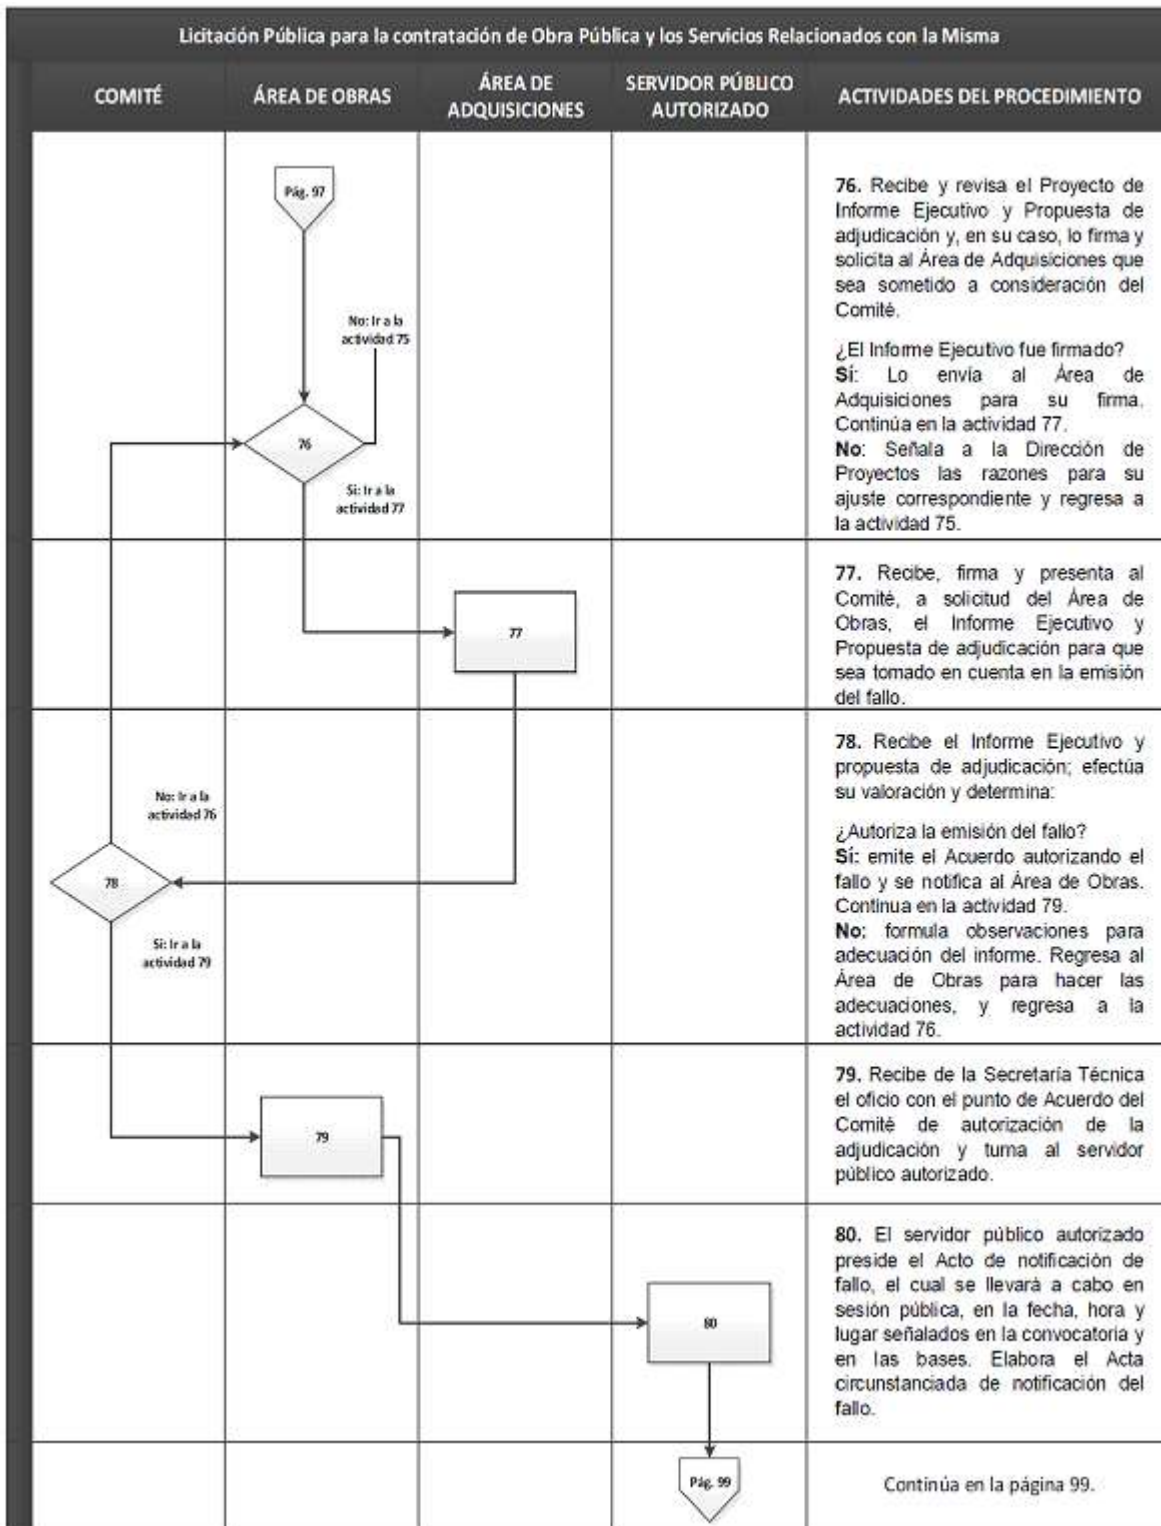 Licitación Pública para la contratación de Obra Pública y los Servicios Relacionados con la Misma
COMITÉ
ÁREA DE OBRAS
ÁREA DE
ADQUISICIONES
SERVIDOR PÚBLICO
AUTORIZADO
ACTIVIDADES DEL PROCEDIMIENTO
Pág. 97
No: Ir a la
actividad 75
76
Si: Ir a la
actividad 77
76. Recibe y revisa el Proyecto de
Informe Ejecutivo y Propuesta de
adjudicación y, en su caso, lo firma y
solicita al Área de Adquisiciones que
sea sometido a consideración del
Comité.
¿El Informe Ejecutivo fue firmado?
Sí: Lo envía al Área de
Adquisiciones para su firma.
Continúa en la actividad 77.
No: Señala a la Dirección de
Proyectos las razones para su
ajuste correspondiente y regresa a
la actividad 75.
77
77. Recibe, firma y presenta al
Comité, a solicitud del Área de
Obras, el Informe Ejecutivo y
Propuesta de adjudicación para que
sea tomado en cuenta en la emisión
del fallo.
No: Ir a la
actividad 76
78
Si: Ir a la
actividad 79
78. Recibe el Informe Ejecutivo y
propuesta de adjudicación; efectúa
su valoración y determina:
¿Autoriza la emisión del fallo?
Sí: emite el Acuerdo autorizando el
fallo y se notifica al Área de Obras.
Continua en la actividad 79.
No: formula observaciones para
adecuación del informe. Regresa al
Área de Obras para hacer las
adecuaciones, y regresa a la
actividad 76.
79
79. Recibe de la Secretaría Técnica
el oficio con el punto de Acuerdo del
Comité de autorización de la
adjudicación y turna al servidor
público autorizado.
80
80. El servidor público autorizado
preside el Acto de notificación de
fallo, el cual se llevará a cabo en
sesión pública, en la fecha, hora y
lugar señalados en la convocatoria y
en las bases. Elabora el Acta
circunstanciada de notificación del
fallo.
Pág. 99
Continúa en la página 99.